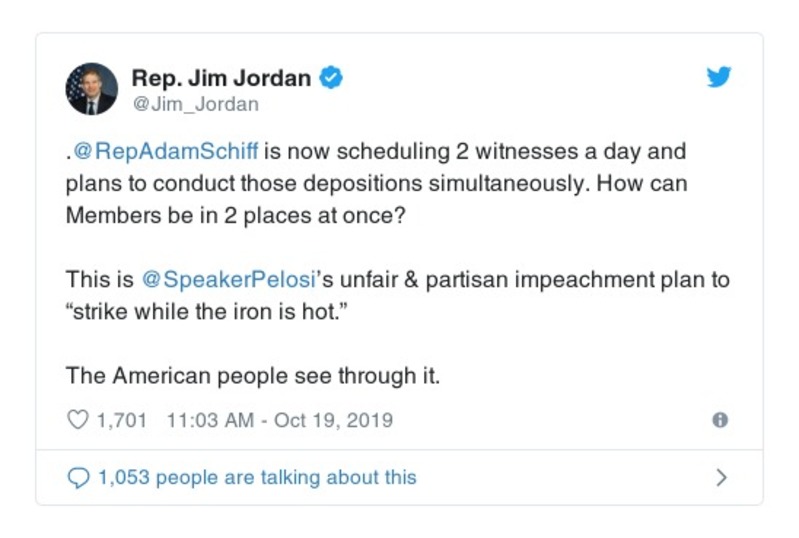 Rep. Jim Jordan
@Jim_Jordan
.@RepAdamSchiff is now scheduling 2 witnesses a day and
plans to conduct those depositions simultaneously. How can
Members be in 2 places at once?
This is @SpeakerPelosi's unfair & partisan impeachment plan to
“strike while the iron is hot.”
The American people see through it.
1,701 11:03 AM - Oct 19, 2019
1,053 people are talking about this